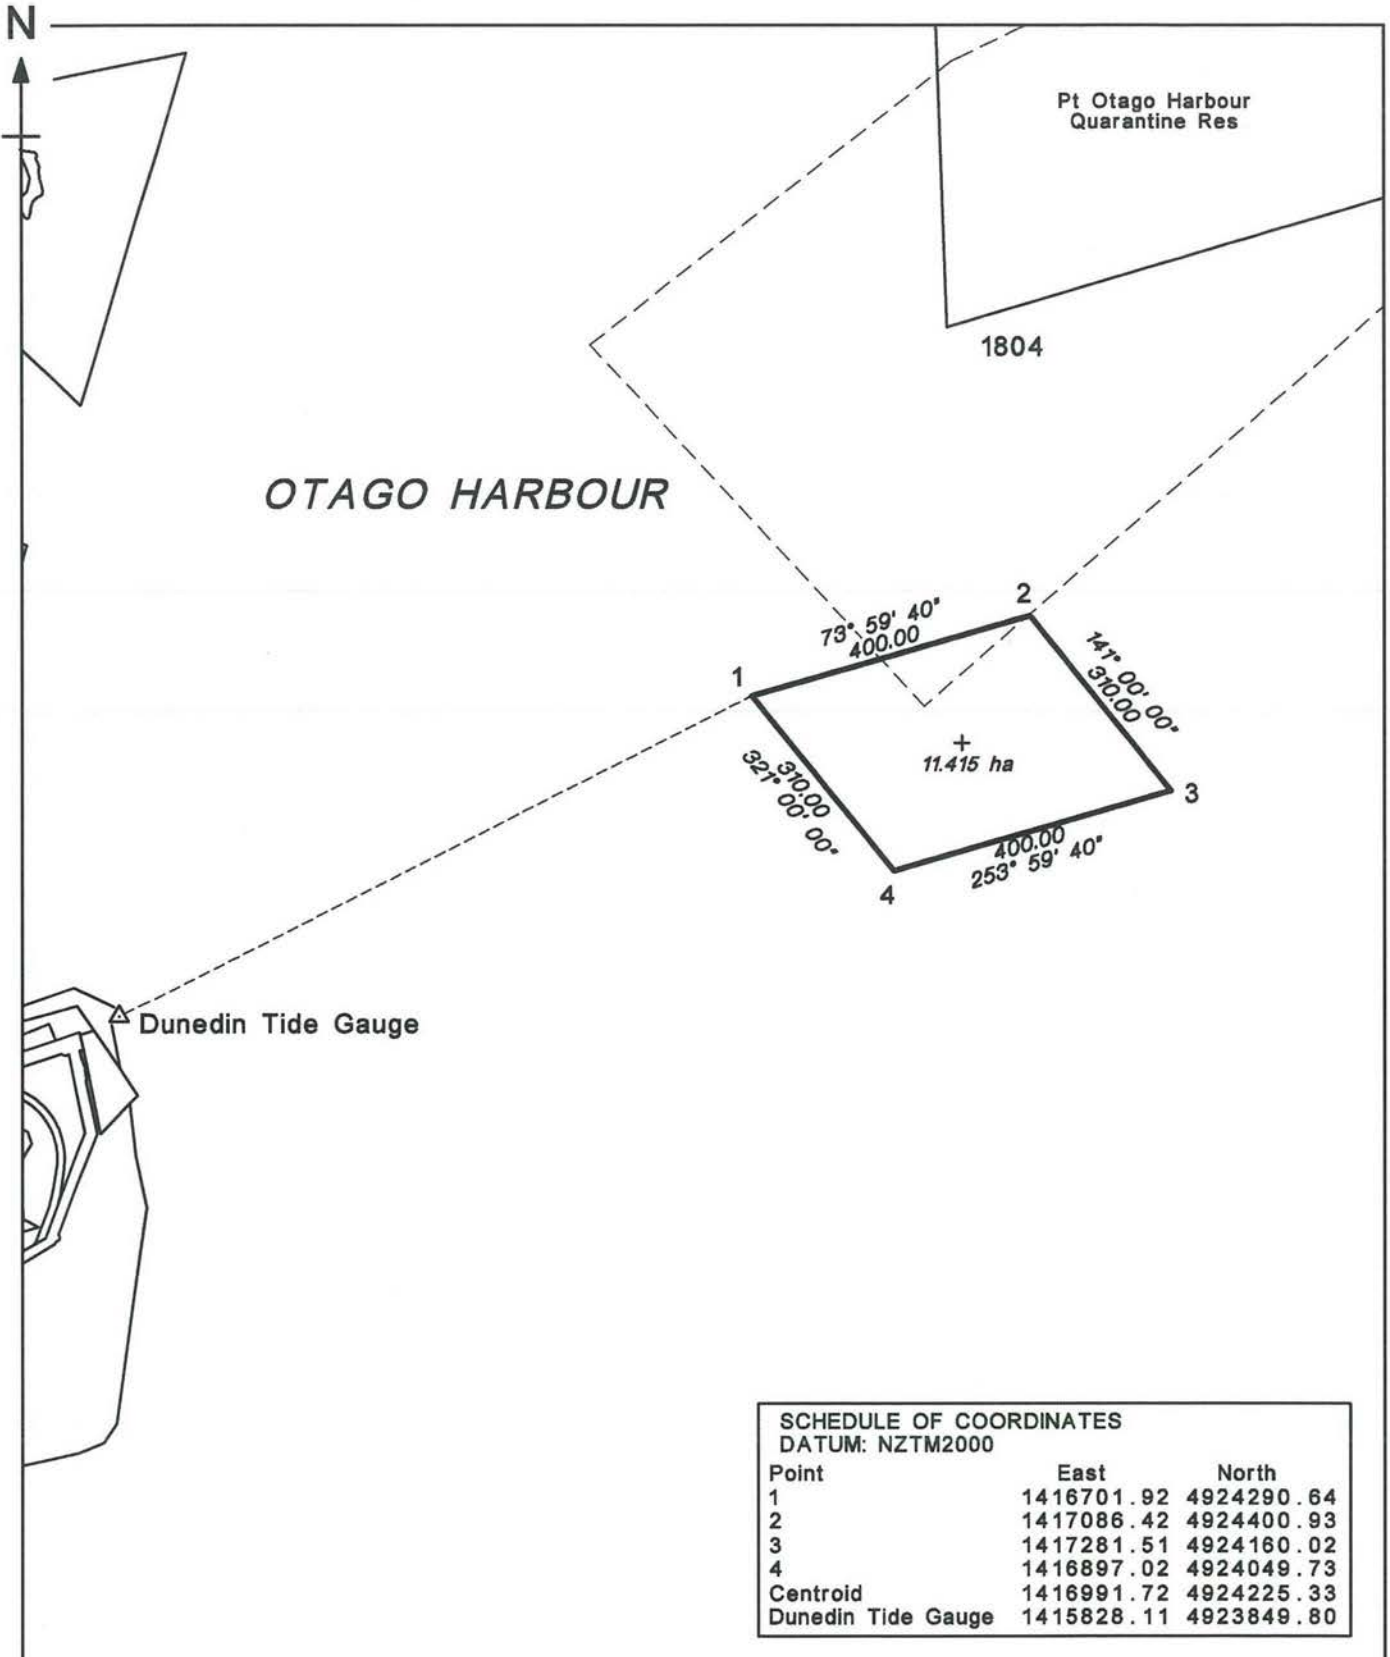 N
Pt Otago Harbour
Quarantine Res
1804
OTAGO HARBOUR
2
73° 59' 40"
400.00
141° 00' 00"
310.00
1
11.415 ha
310.00
321° 00' 00"
3
400.00
253° 59' 40"
4
Dunedin Tide Gauge
SCHEDULE OF COORDINATES
DATUM: NZTM2000
Point East North
1 1416701.92 4924290.64
2 1417086.42 4924400.93
3 1417281.51 4924160.02
4 1416897.02 4924049.73
Centroid 1416991.72 4924225.33
Dunedin Tide Gauge 1415828.11 4923849.80